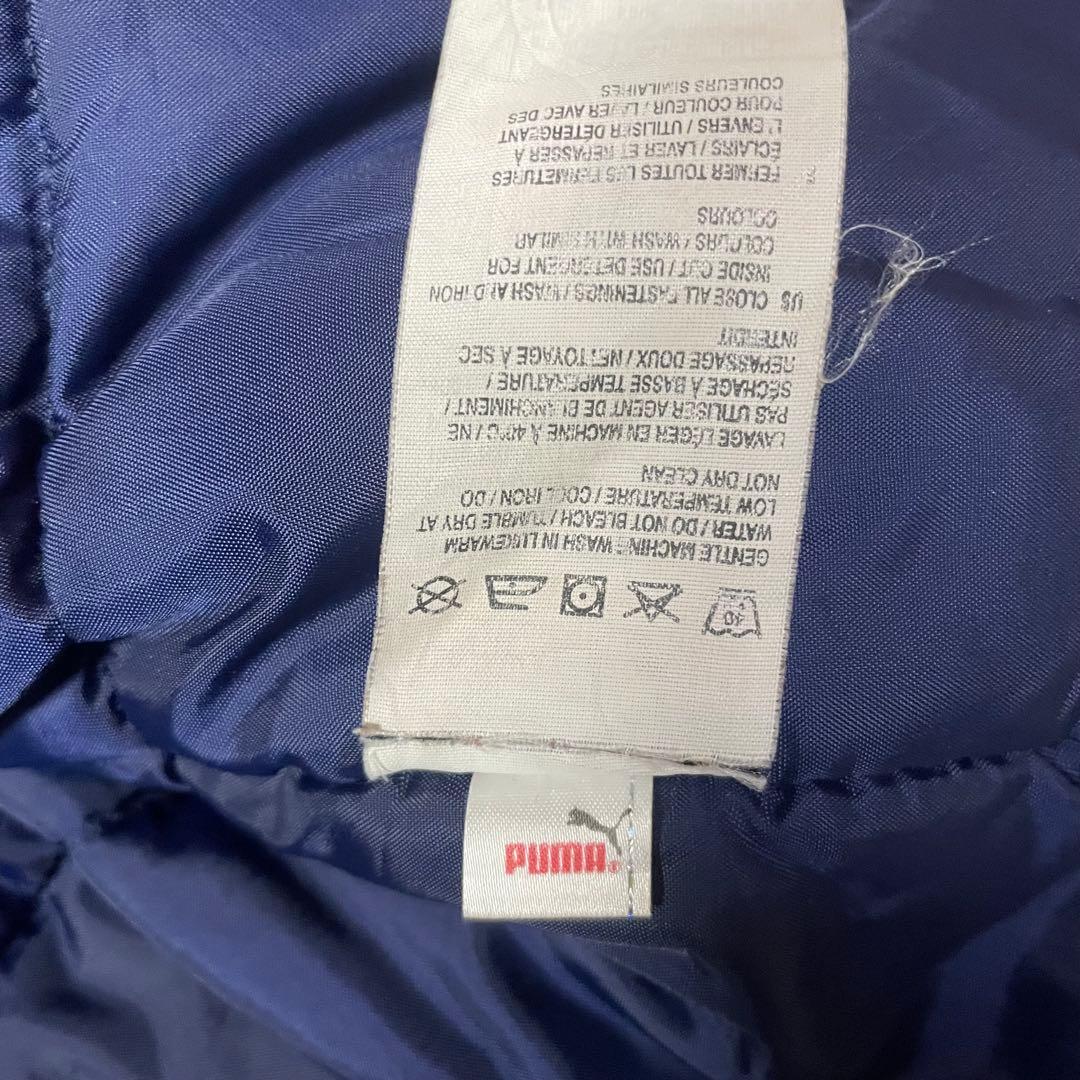 GENTLE MACHINE WASH IN LUKEWARM
WATER / DO NOT BLEACH / TUMBLE DRY AT
LOW TEMPERATURE / COOL IRON / DO
NOT DRY CLEAN
LAVAGE LÉGER EN MACHINE À 40°C / NE
PAS UTILISER AGENT DE BLANCHIMENT /
SÉCHAGE À BASSE TEMPERATURE /
REPASSAGE DOUX / NETTOYAGE À SEC
INTERDIT
US CLOSE ALL FASTENINGS / WASH AND IRON
INSIDE OUT / USE DETERGENT FOR
COLOURS / WASH WITH SIMILAR
COLOURS
FERMER TOUTES LES FERMETURES
ÉCLAIRS / LAVER ET REPASSER À
L'ENVERS / UTILISER DÉTERGEANT
POUR COULEUR / LAVER AVEC DES
COULEURS SIMILAIRES
40
PUMA®